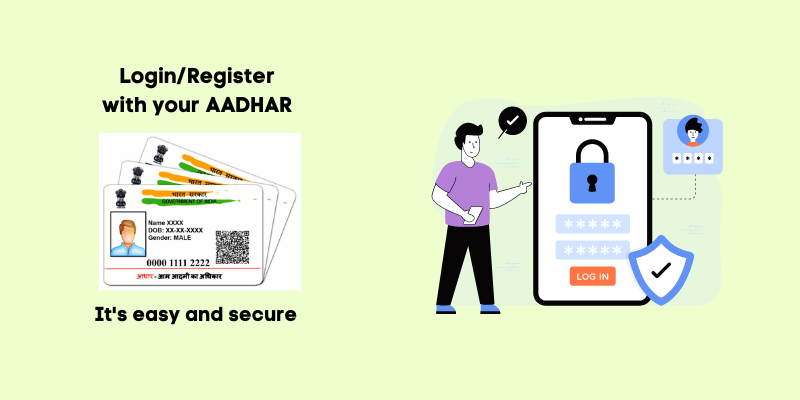 Login/Register
with your AADHAR
भारत सरकार
GOVERNMENT OF INDIA
Name XXXX
DOB: XX-XX-XXXX
Gender: MALE
0000 1111 2222
आधार - आम आदमी का अधिकार
It's easy and secure
*****
*****
LOG IN